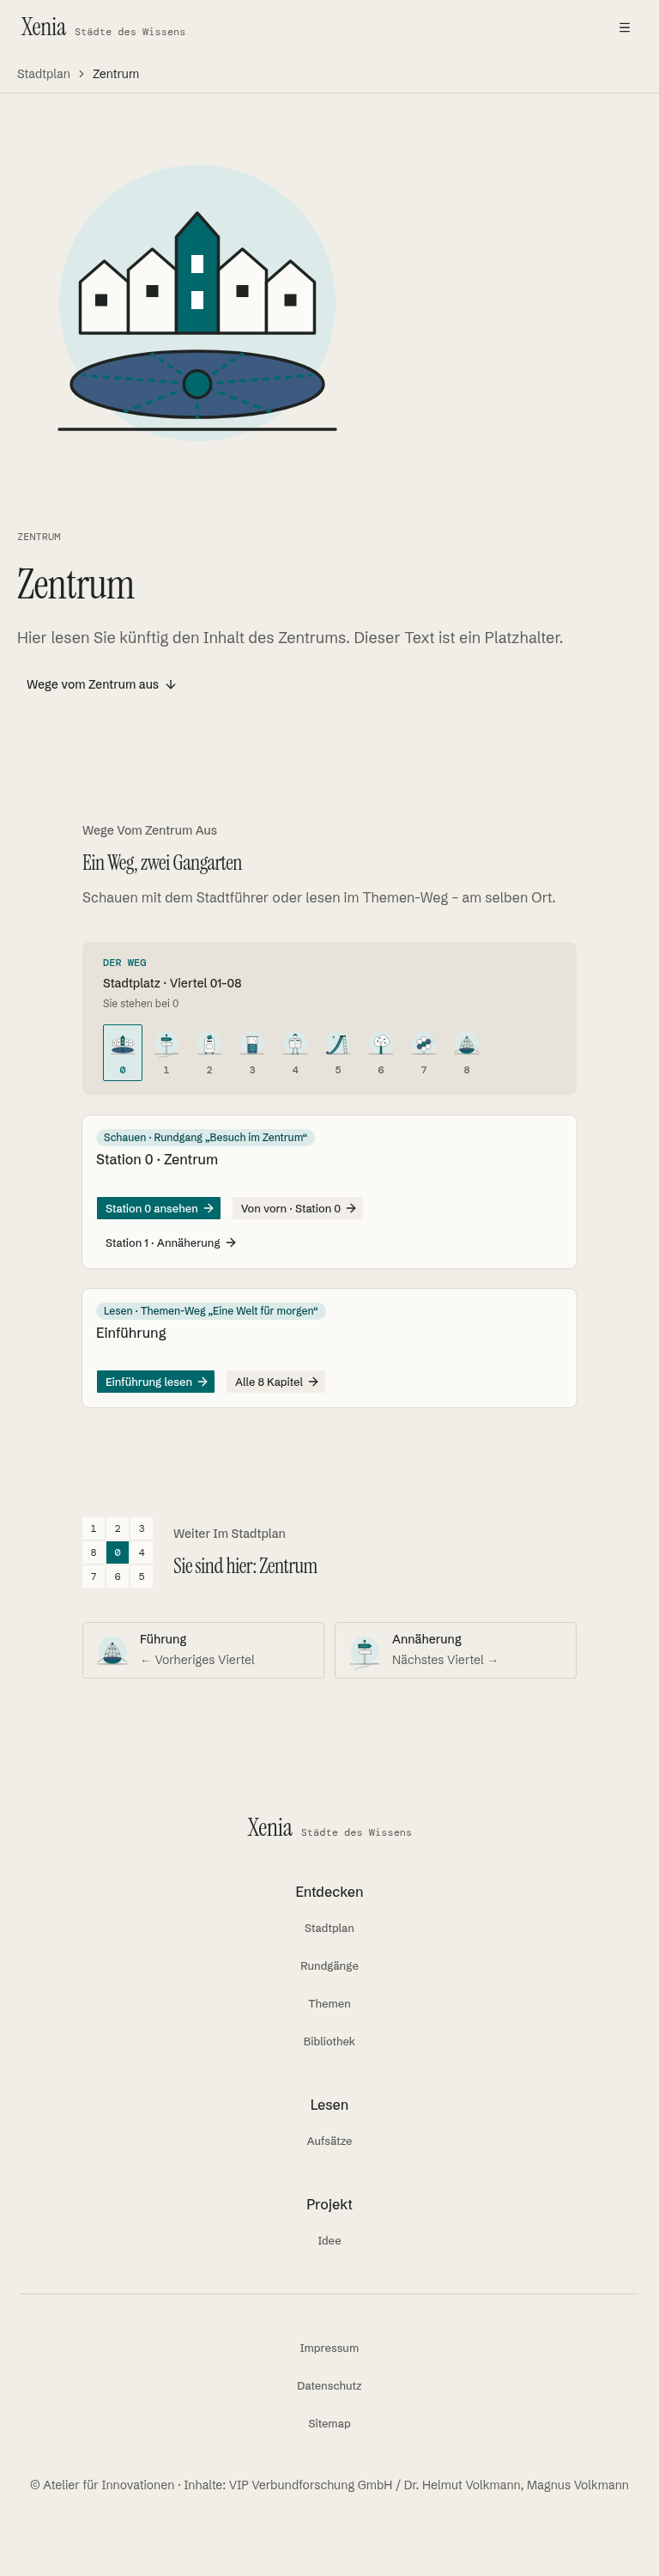 Xenia Städte des Wissens
Stadtplan > Zentrum
ZENTRUM
Zentrum
Hier lesen Sie künftig den Inhalt des Zentrums. Dieser Text ist ein Platzhalter.
Wege vom Zentrum aus ↓
Wege Vom Zentrum Aus
Ein Weg, zwei Gangarten
Schauen mit dem Stadtführer oder lesen im Themen-Weg – am selben Ort.
DER WEG
Stadtplatz · Viertel 01–08
Sie stehen bei 0
0 1 2 3 4 5 6 7 8
Schauen · Rundgang „Besuch im Zentrum“
Station 0 · Zentrum
Station 0 ansehen → Von vorn · Station 0 →
Station 1 · Annäherung →
Lesen · Themen-Weg „Eine Welt für morgen“
Einführung
Einführung lesen → Alle 8 Kapitel →
1 2 3
8 0 4
7 6 5
Weiter Im Stadtplan
Sie sind hier: Zentrum
Führung
← Vorheriges Viertel
Annäherung
Nächstes Viertel →
Xenia Städte des Wissens
Entdecken
Stadtplan
Rundgänge
Themen
Bibliothek
Lesen
Aufsätze
Projekt
Idee
Impressum
Datenschutz
Sitemap
© Atelier für Innovationen · Inhalte: VIP Verbundforschung GmbH / Dr. Helmut Volkmann, Magnus Volkmann